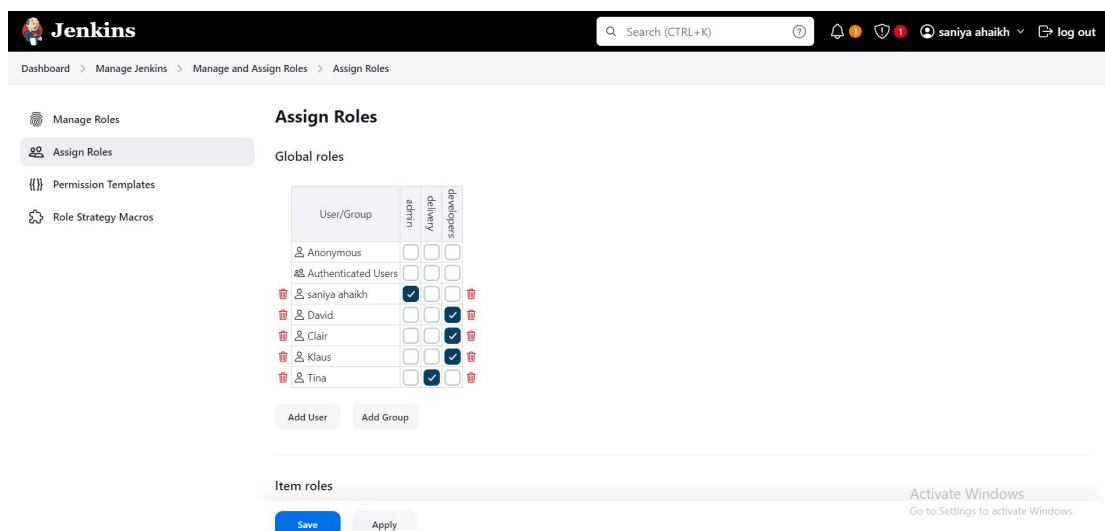 Jenkins
Search (CTRL+K)
?
1
1
saniya ahaikh
log out
Dashboard > Manage Jenkins > Manage and Assign Roles > Assign Roles
Manage Roles
Assign Roles
Permission Templates
Role Strategy Macros
Assign Roles
Global roles
User/Group admin delivery developers
Anonymous
Authenticated Users
saniya ahaikh
David
Clair
Klaus
Tina
Add User Add Group
Item roles
Save Apply
Activate Windows
Go to Settings to activate Windows.